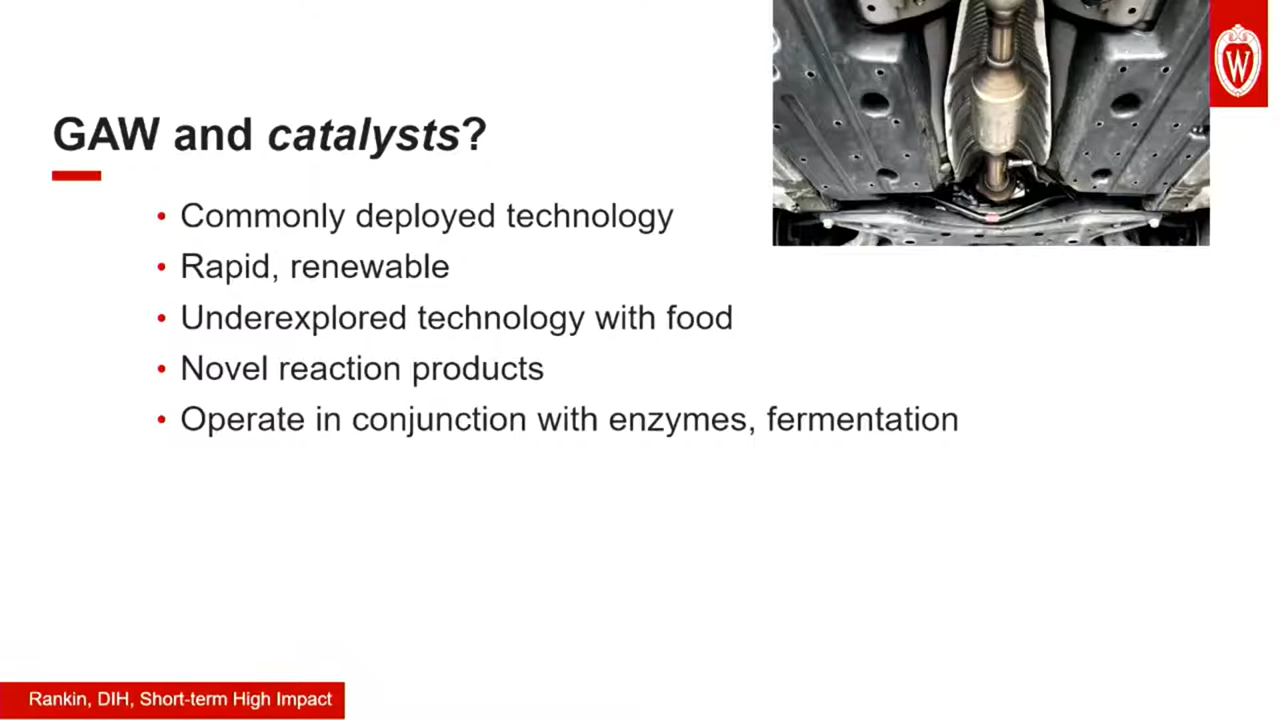 GAW and catalysts?
• Commonly deployed technology
• Rapid, renewable
• Underexplored technology with food
• Novel reaction products
• Operate in conjunction with enzymes, fermentation
W
Rankin, DIH, Short-term High Impact